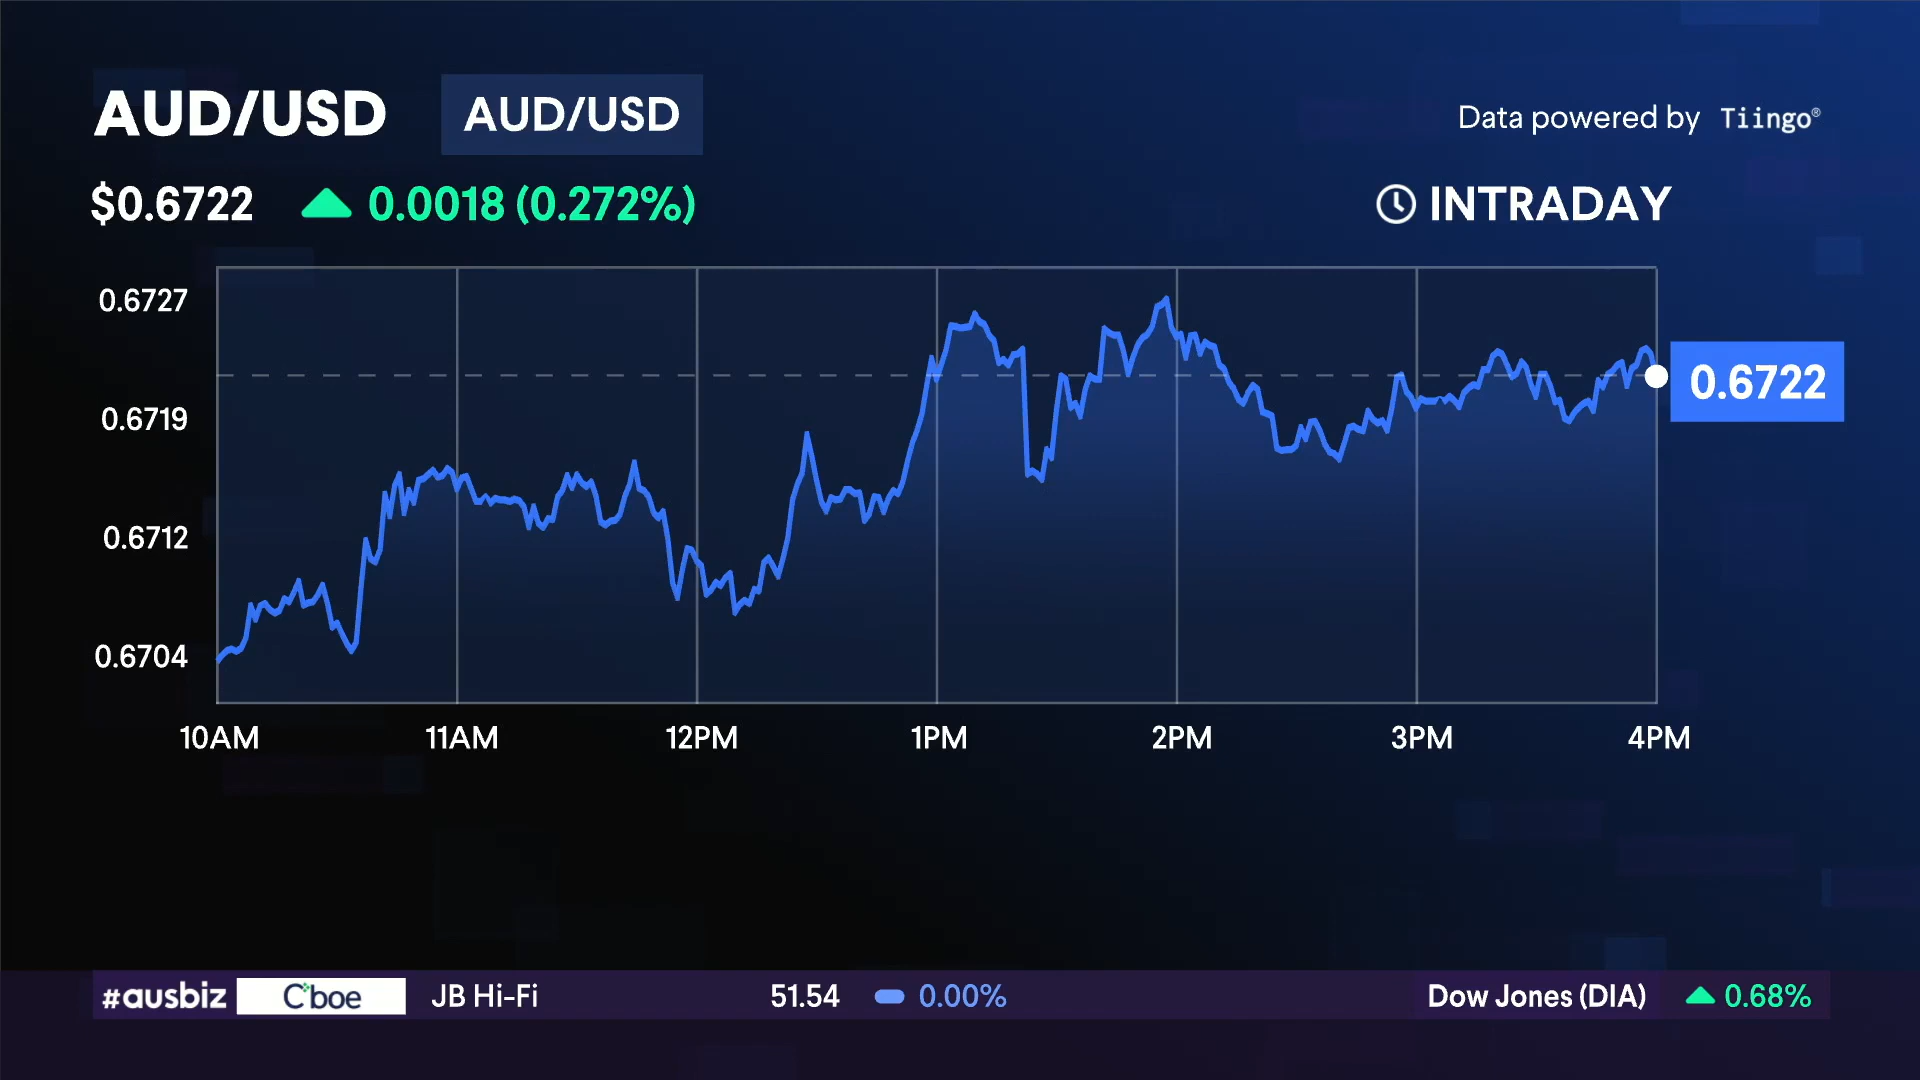 AUD/USD AUD/USD Data powered by Tiingo®
$0.6722 0.0018 (0.272%) INTRADAY
0.6727
0.6722
0.6719
0.6712
0.6704
10AM 11AM 12PM 1PM 2PM 3PM 4PM
#ausbiz Cboe JB Hi-Fi 51.54 0.00% Dow Jones (DIA) 0.68%